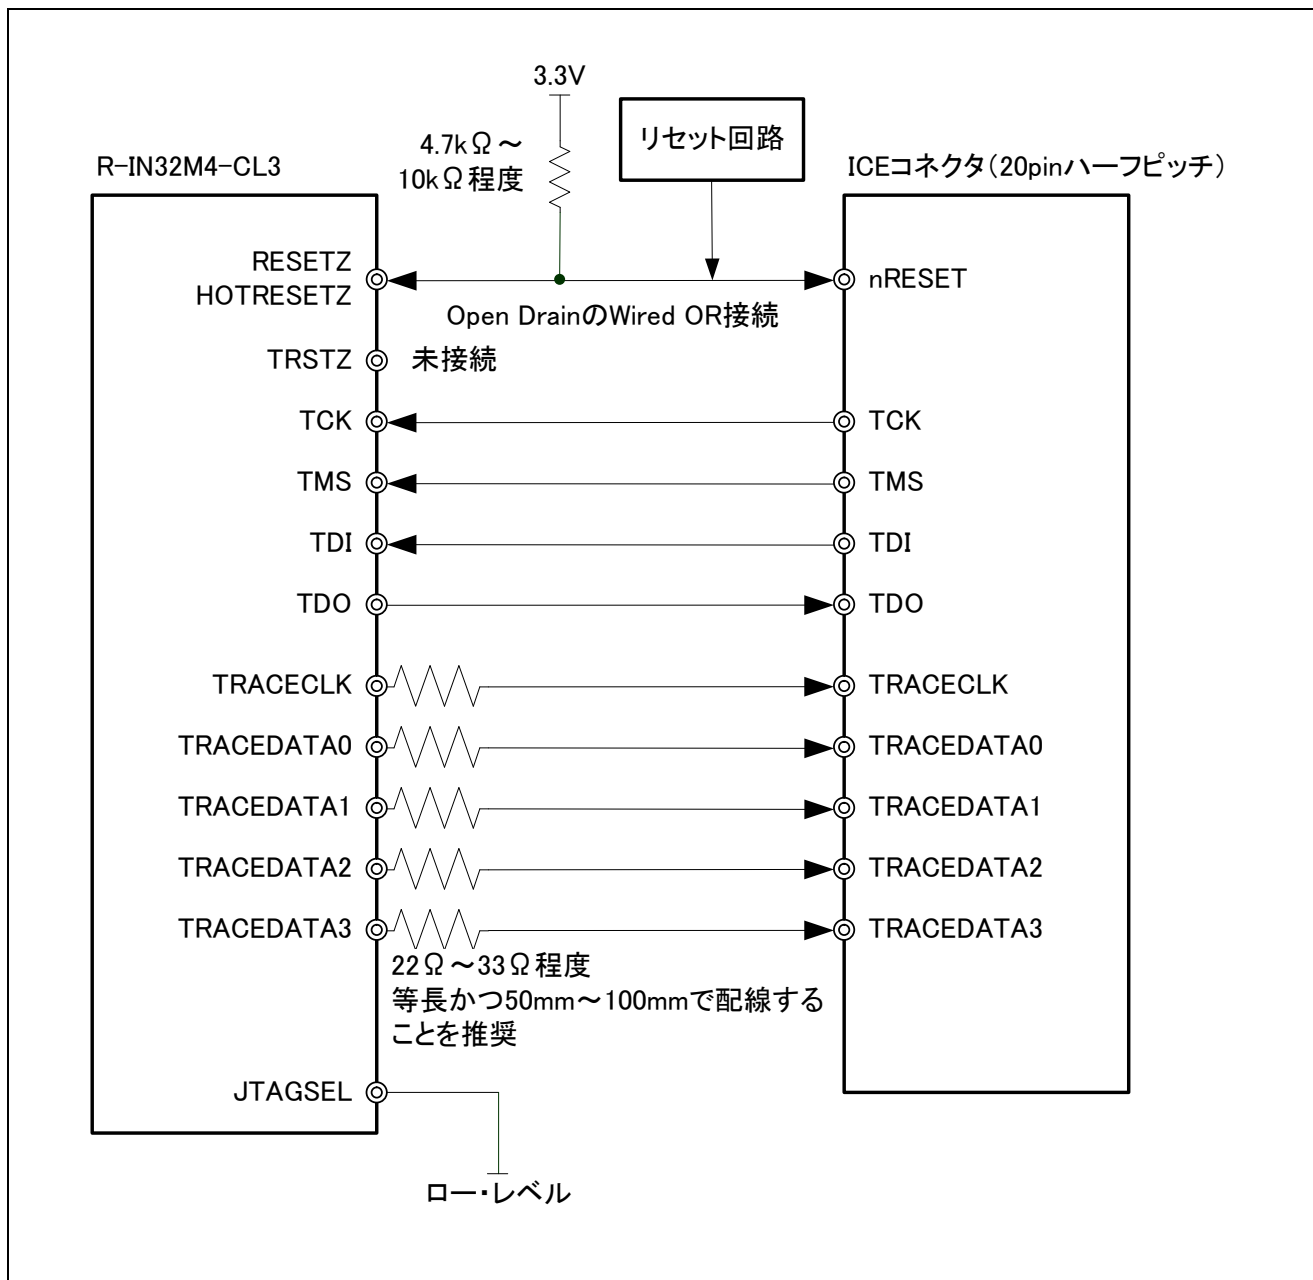 3.3V
4.7kΩ～
10kΩ程度
リセット回路
R-IN32M4-CL3
ICEコネクタ（20pinハーフピッチ）
RESETZ
HOTRESETZ
nRESET
Open DrainのWired OR接続
TRSTZ
未接続
TCK
TCK
TMS
TMS
TDI
TDI
TDO
TDO
TRACECLK
TRACECLK
TRACEDATA0
TRACEDATA0
TRACEDATA1
TRACEDATA1
TRACEDATA2
TRACEDATA2
TRACEDATA3
TRACEDATA3
22Ω～33Ω程度
等長かつ50mm～100mmで配線する
ことを推奨
JTAGSEL
ロー・レベル